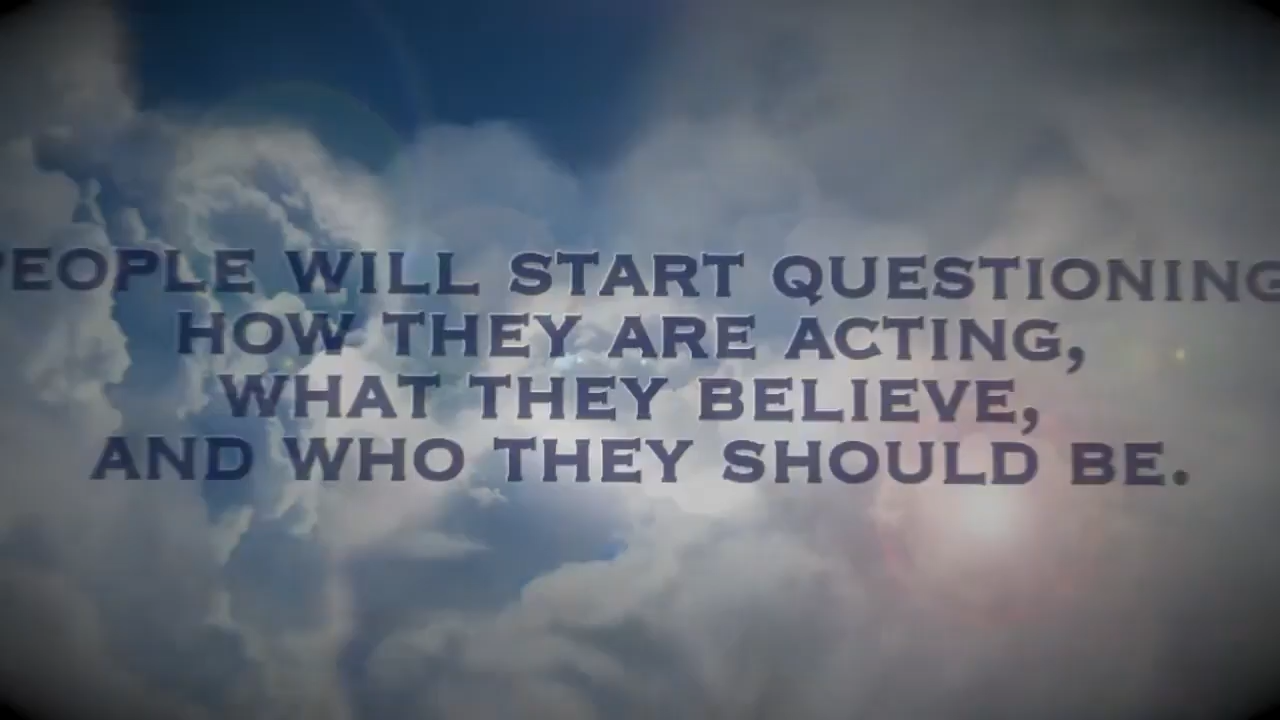 PEOPLE WILL START QUESTIONING
HOW THEY ARE ACTING,
WHAT THEY BELIEVE,
AND WHO THEY SHOULD BE.